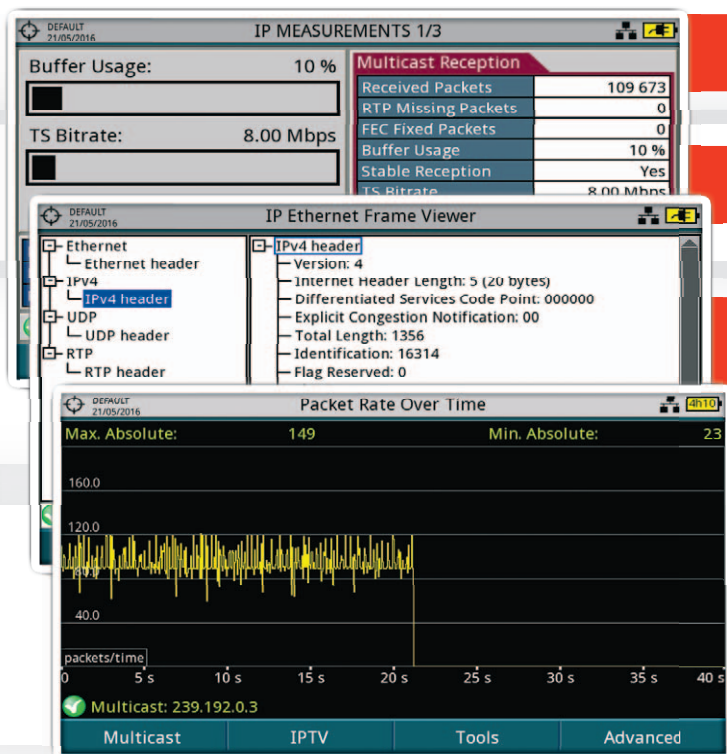 DEFAULT
21/05/2016
IP MEASUREMENTS 1/3
Buffer Usage: 10 %
TS Bitrate: 8.00 Mbps
Multicast Reception
Received Packets 109 673
RTP Missing Packets 0
FEC Fixed Packets 0
Buffer Usage 10 %
Stable Reception Yes
TS Bitrate 8.00 Mbps
DEFAULT
21/05/2016
IP Ethernet Frame Viewer
Ethernet
Ethernet header
IPv4
IPv4 header
UDP
UDP header
RTP
RTP header
IPv4 header
Version: 4
Internet Header Length: 5 (20 bytes)
Differentiated Services Code Point: 000000
Explicit Congestion Notification: 00
Total Length: 1356
Identification: 16314
Flag Reserved: 0
DEFAULT
21/05/2016
Packet Rate Over Time
4h10
Max. Absolute: 149 Min. Absolute: 23
160.0
120.0
40.0
packets/time
0 5 s 10 s 15 s 20 s 25 s 30 s 35 s 40 s
Multicast: 239.192.0.3
Multicast IPTV Tools Advanced